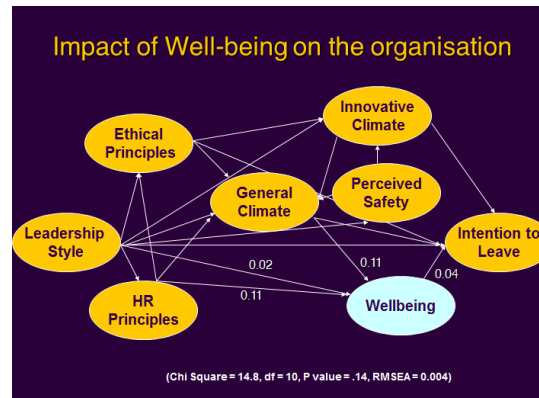 Impact of Well-being on the organisation
Innovative
Climate
Ethical
Principles
General
Climate
Perceived
Safety
Leadership
Style
Intention to
Leave
0.02
0.11
0.04
0.11
HR
Principles
Wellbeing
(Chi Square = 14.8, df = 10, P value = .14, RMSEA = 0.004)